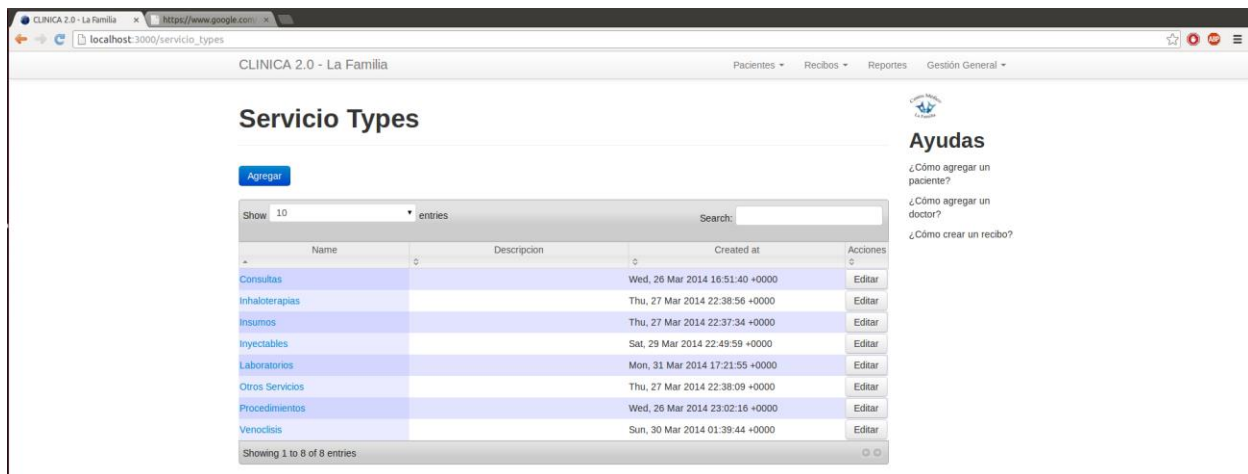 CLINICA 2.0 - La Familia × https://www.google.com/ ×
localhost:3000/servicio_types
ABP
CLINICA 2.0 - La Familia Pacientes Recibos Reportes Gestión General
Servicio Types
Agregar
Show 10 entries Search:
Name Descripcion Created at Acciones
Consultas Wed, 26 Mar 2014 16:51:40 +0000 Editar
Inhaloterapias Thu, 27 Mar 2014 22:38:56 +0000 Editar
Insumos Thu, 27 Mar 2014 22:37:34 +0000 Editar
Inyectables Sat, 29 Mar 2014 22:49:59 +0000 Editar
Laboratorios Mon, 31 Mar 2014 17:21:55 +0000 Editar
Otros Servicios Thu, 27 Mar 2014 22:38:09 +0000 Editar
Procedimientos Wed, 26 Mar 2014 23:02:16 +0000 Editar
Venoclisis Sun, 30 Mar 2014 01:39:44 +0000 Editar
Showing 1 to 8 of 8 entries
Centro Médico
La Familia
Ayudas
¿Cómo agregar un
paciente?
¿Cómo agregar un
doctor?
¿Cómo crear un recibo?